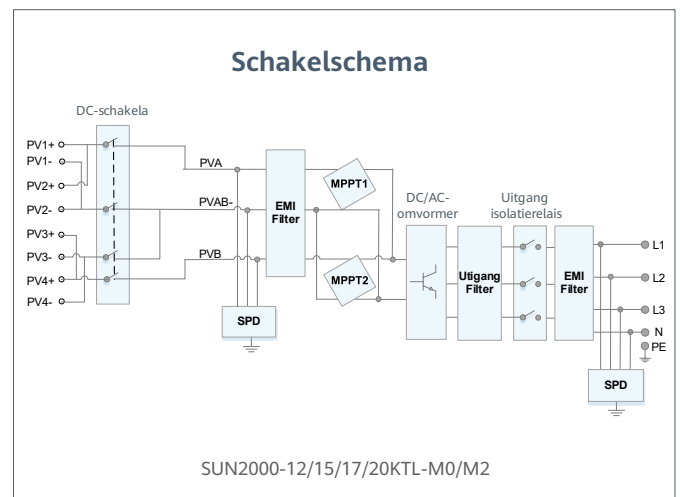 Schakelschema
DC-schakela
PV1+
PV1-
PV2+
PV2-
PV3+
PV3-
PV4+
PV4-
PVA
PVAB-
PVB
EMI
Filter
SPD
MPPT1
MPPT2
DC/AC-
omvormer
Utigang
Filter
Uitgang
isolatierelais
EMI
Filter
L1
L2
L3
N
PE
SPD
SUN2000-12/15/17/20KTL-M0/M2